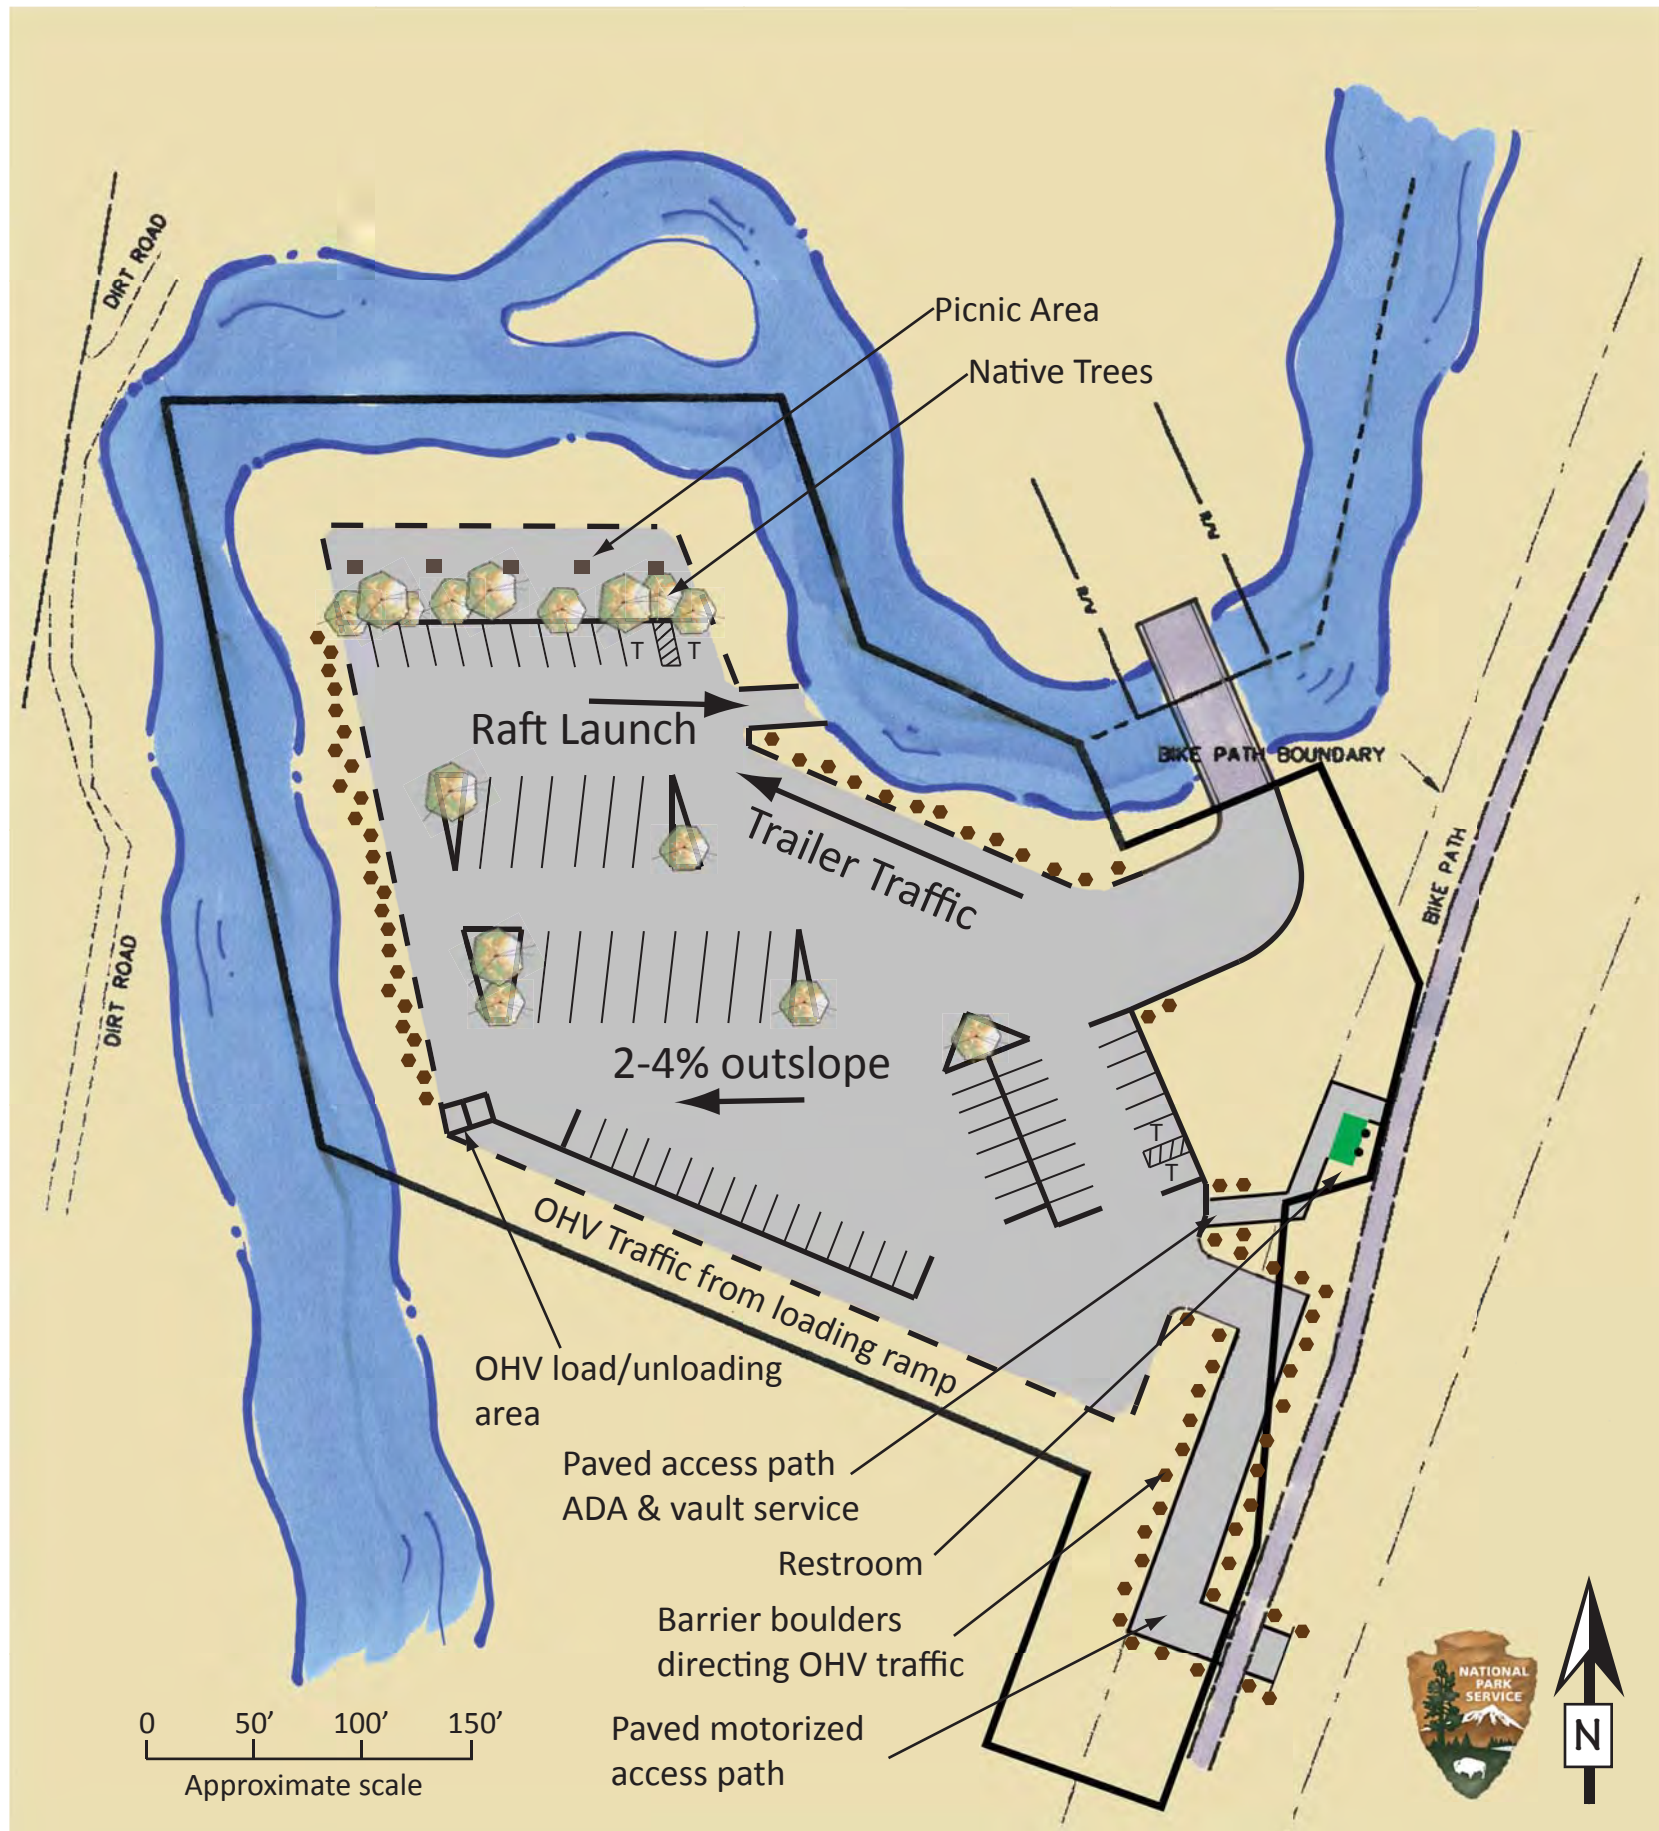 DIRT ROAD
Picnic Area
Native Trees
R/W
R/W
T
T
Raft Launch
BIKE PATH BOUNDARY
Trailer Traffic
BIKE PATH
DIRT ROAD
2-4% outslope
T
T
OHV Traffic from loading ramp
OHV load/unloading
area
Paved access path
ADA & vault service
Restroom
Barrier boulders
directing OHV traffic
Paved motorized
access path
0 50’ 100’ 150’
Approximate scale
NATIONAL
PARK
SERVICE
N